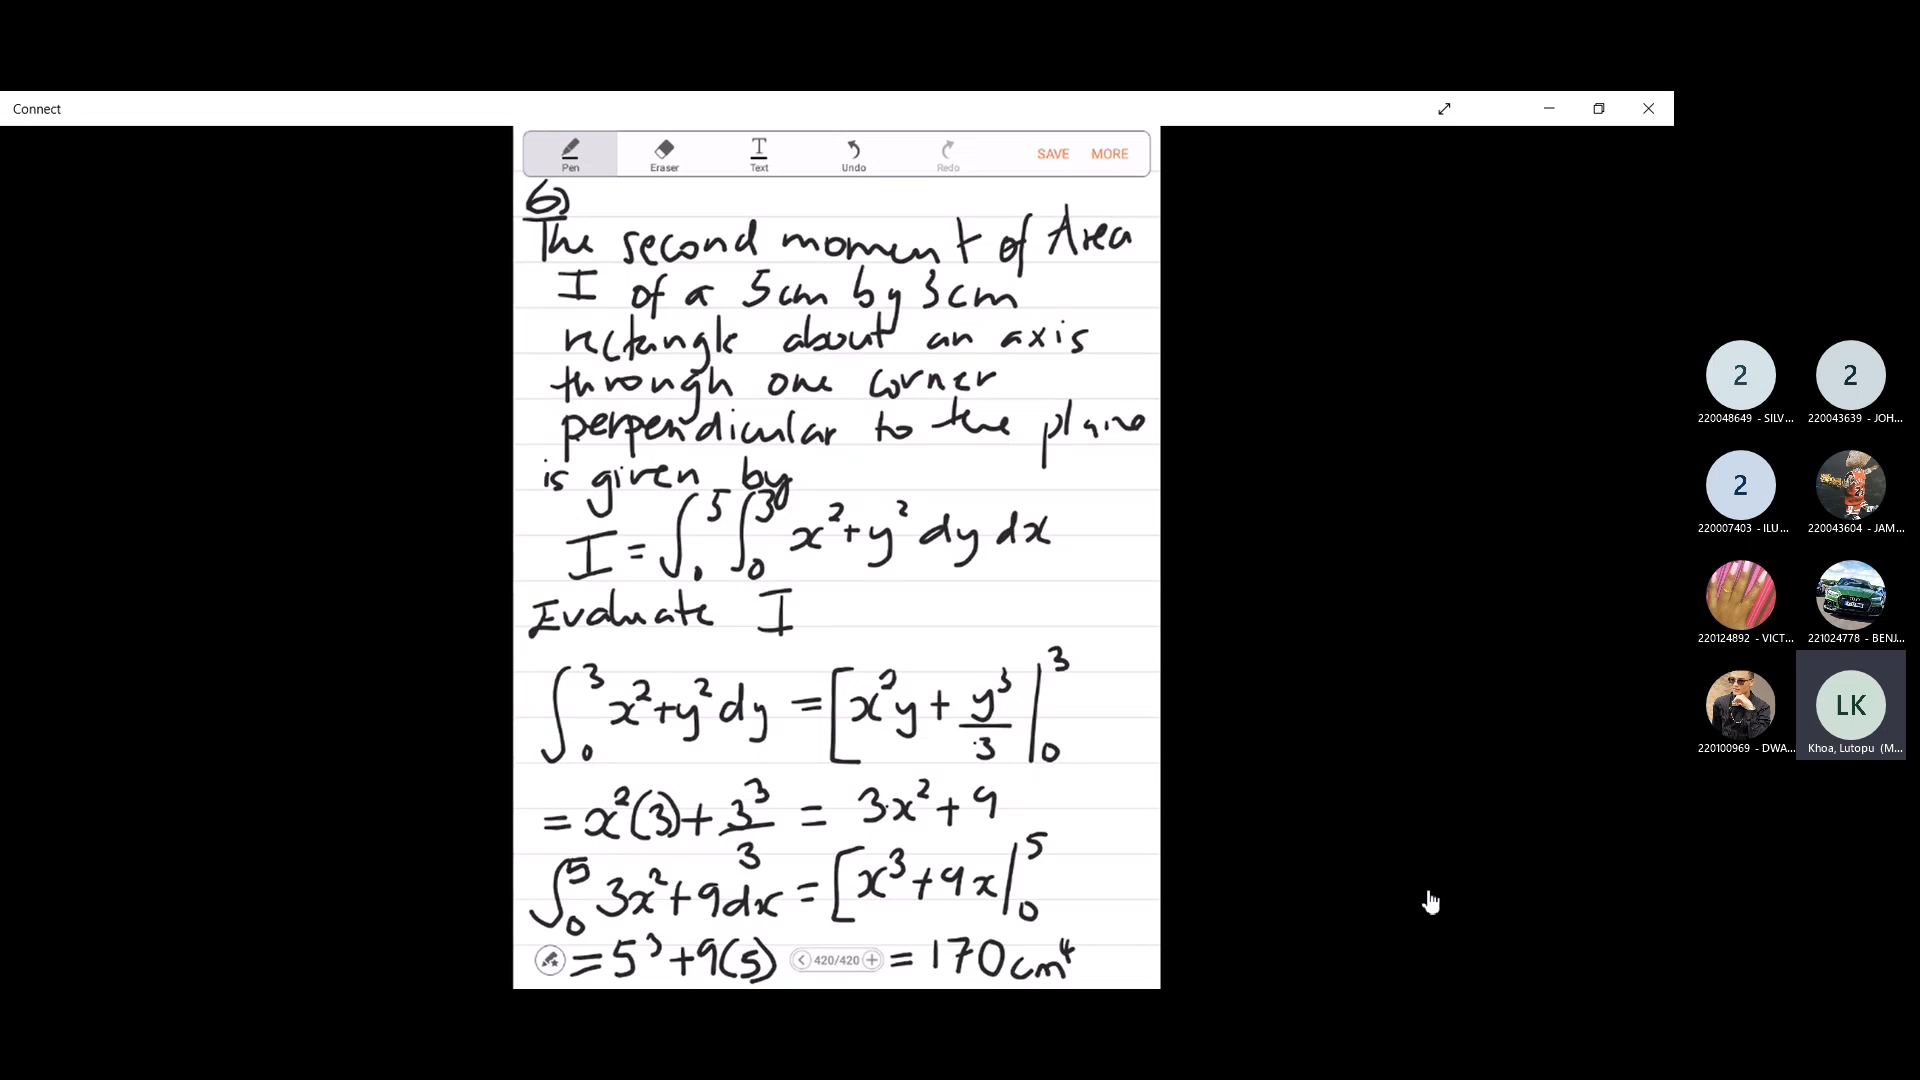 Connect
Pen Eraser Text Undo Redo SAVE MORE
6)
The second moment of Area
I of a 5cm by 3cm
rectangle about an axis
through one corner
perpendicular to the plane
is given by
I = ∫₀⁵ ∫₀³ x² + y² dy dx
Evaluate I
∫₀³ x² + y² dy = [x²y + y³/3|₀³
= x²(3) + 3³/3 = 3x² + 9
∫₀⁵ 3x² + 9dx = [x³ + 9x|₀⁵
= 5³ + 9(5) = 170cm⁴
420/420
2 2
220048649 - SILV... 220043639 - JOH...
2
220007403 - ILU... 220043604 - JAM...
220124892 - VICT... 221024778 - BENJ...
LK
220100969 - DWA... Khoa, Lutopu (M...